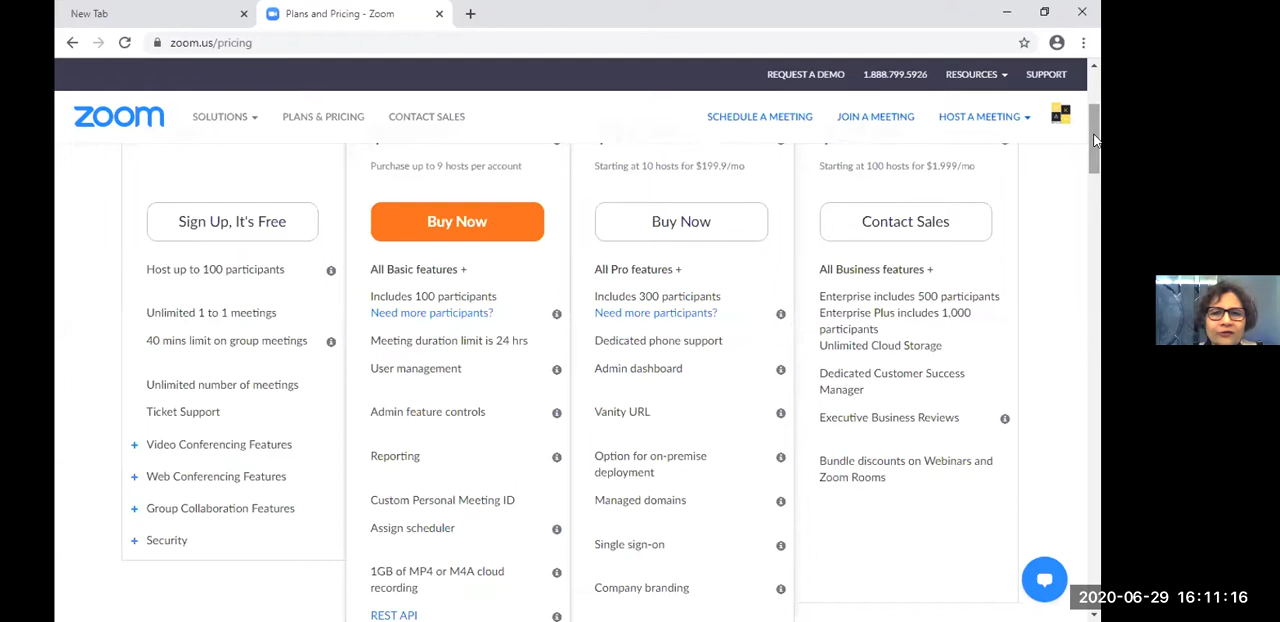 New Tab
Plans and Pricing - Zoom
zoom.us/pricing
REQUEST A DEMO 1.888.799.5926 RESOURCES SUPPORT
zoom SOLUTIONS PLANS & PRICING CONTACT SALES SCHEDULE A MEETING JOIN A MEETING HOST A MEETING
Sign Up, It's Free
Host up to 100 participants
Unlimited 1 to 1 meetings
40 mins limit on group meetings
Unlimited number of meetings
Ticket Support
+ Video Conferencing Features
+ Web Conferencing Features
+ Group Collaboration Features
+ Security
Purchase up to 9 hosts per account
Buy Now
All Basic features +
Includes 100 participants
Need more participants?
Meeting duration limit is 24 hrs
User management
Admin feature controls
Reporting
Custom Personal Meeting ID
Assign scheduler
1GB of MP4 or M4A cloud
recording
REST API
Starting at 10 hosts for $199.9/mo
Buy Now
All Pro features +
Includes 300 participants
Need more participants?
Dedicated phone support
Admin dashboard
Vanity URL
Option for on-premise
deployment
Managed domains
Single sign-on
Company branding
Starting at 100 hosts for $1,999/mo
Contact Sales
All Business features +
Enterprise includes 500 participants
Enterprise Plus includes 1,000
participants
Unlimited Cloud Storage
Dedicated Customer Success
Manager
Executive Business Reviews
Bundle discounts on Webinars and
Zoom Rooms
2020-06-29 16:11:16